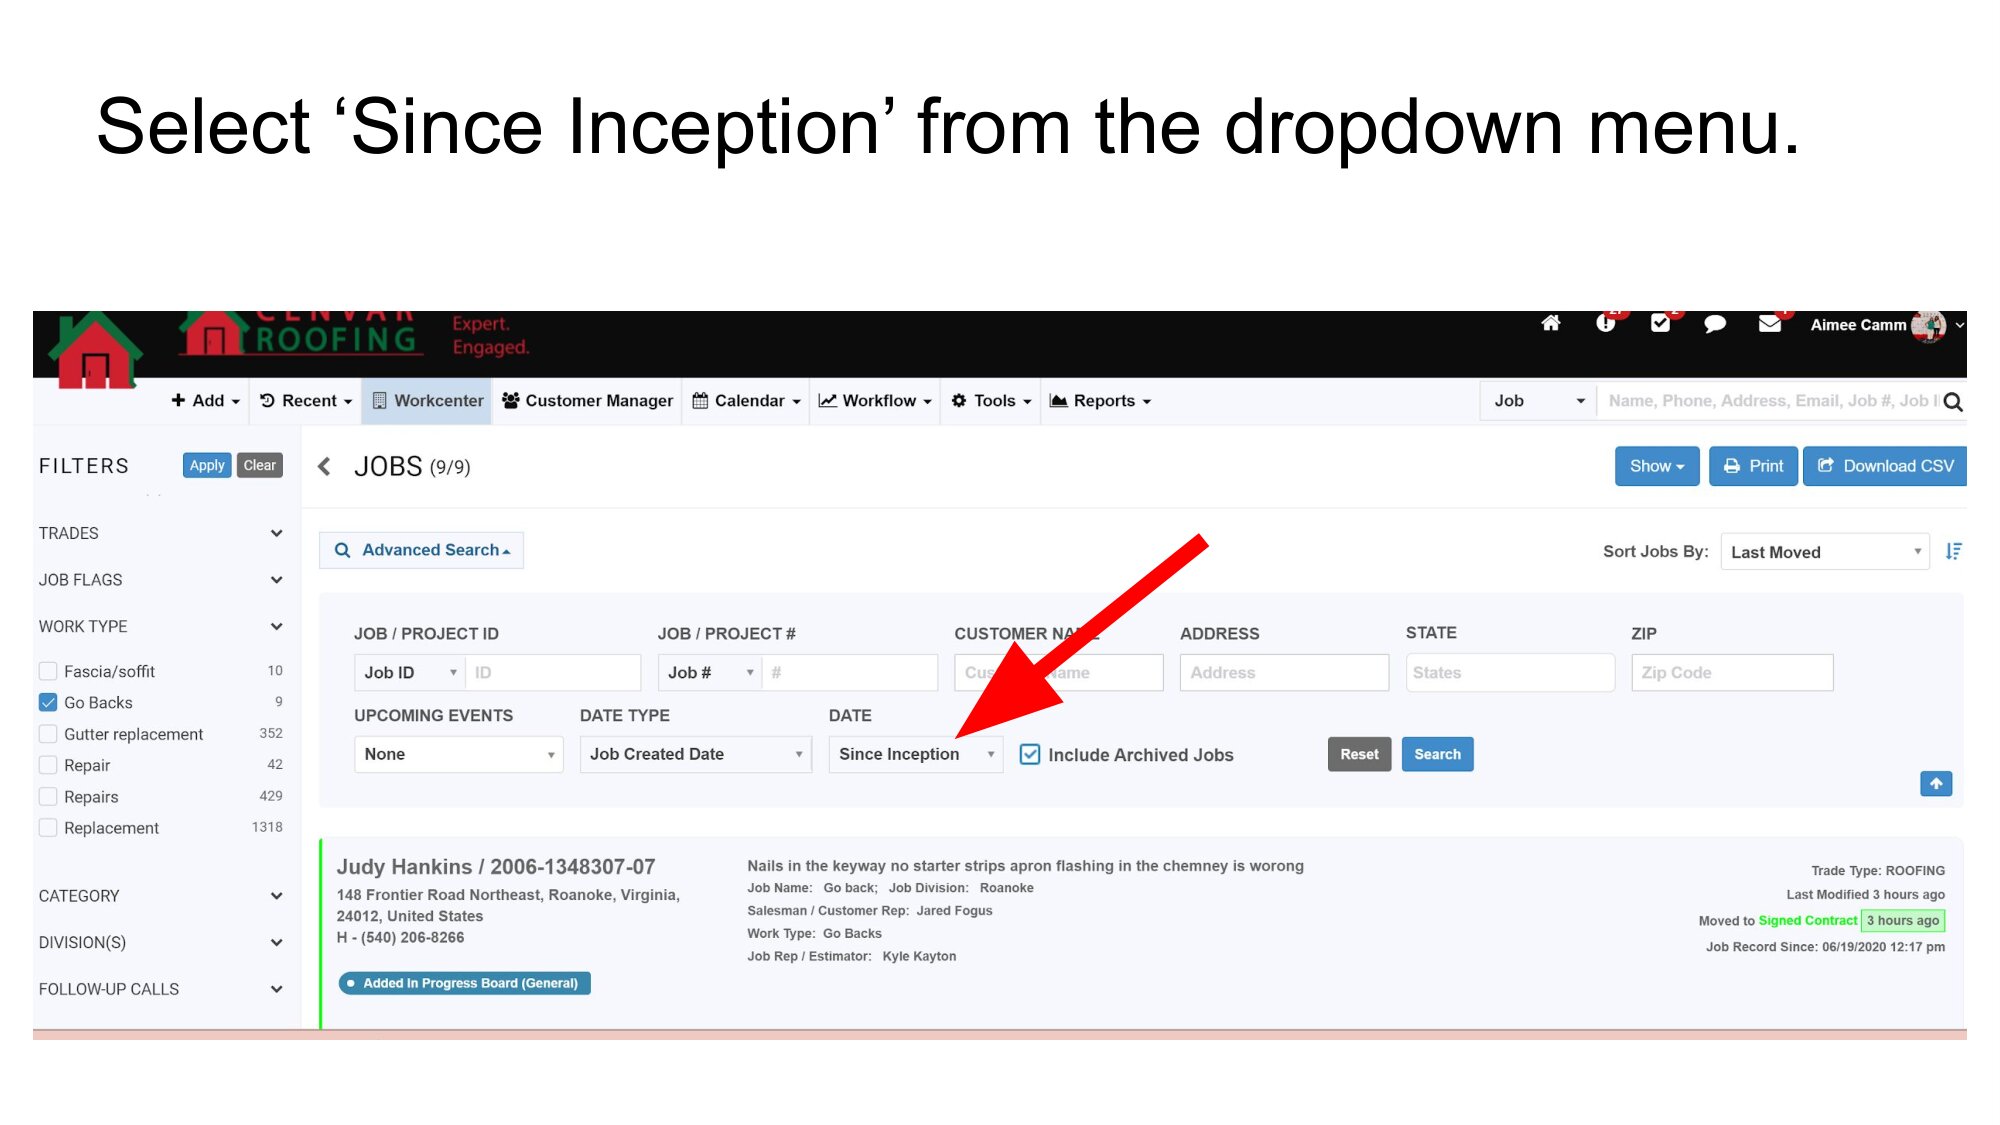 Select ‘Since Inception’ from the dropdown menu.
ROOFING
Expert.
Engaged.
Aimee Camm
Add
Recent
Workcenter
Customer Manager
Calendar
Workflow
Tools
Reports
Job
Name, Phone, Address, Email, Job #, Job I
FILTERS
Apply
Clear
JOBS (9/9)
Show
Print
Download CSV
TRADES
JOB FLAGS
WORK TYPE
Fascia/soffit 10
Go Backs 9
Gutter replacement 352
Repair 42
Repairs 429
Replacement 1318
CATEGORY
DIVISION(S)
FOLLOW-UP CALLS
Advanced Search
Sort Jobs By: Last Moved
JOB / PROJECT ID
JOB / PROJECT #
CUSTOMER
ADDRESS
STATE
ZIP
Job ID
ID
Job #
#
Address
States
Zip Code
UPCOMING EVENTS
DATE TYPE
DATE
None
Job Created Date
Since Inception
Include Archived Jobs
Reset
Search
Judy Hankins / 2006-1348307-07
148 Frontier Road Northeast, Roanoke, Virginia,
24012, United States
H - (540) 206-8266
Added In Progress Board (General)
Nails in the keyway no starter strips apron flashing in the chemney is worong
Job Name: Go back; Job Division: Roanoke
Salesman / Customer Rep: Jared Fogus
Work Type: Go Backs
Job Rep / Estimator: Kyle Kayton
Trade Type: ROOFING
Last Modified 3 hours ago
Moved to Signed Contract 3 hours ago
Job Record Since: 06/19/2020 12:17 pm